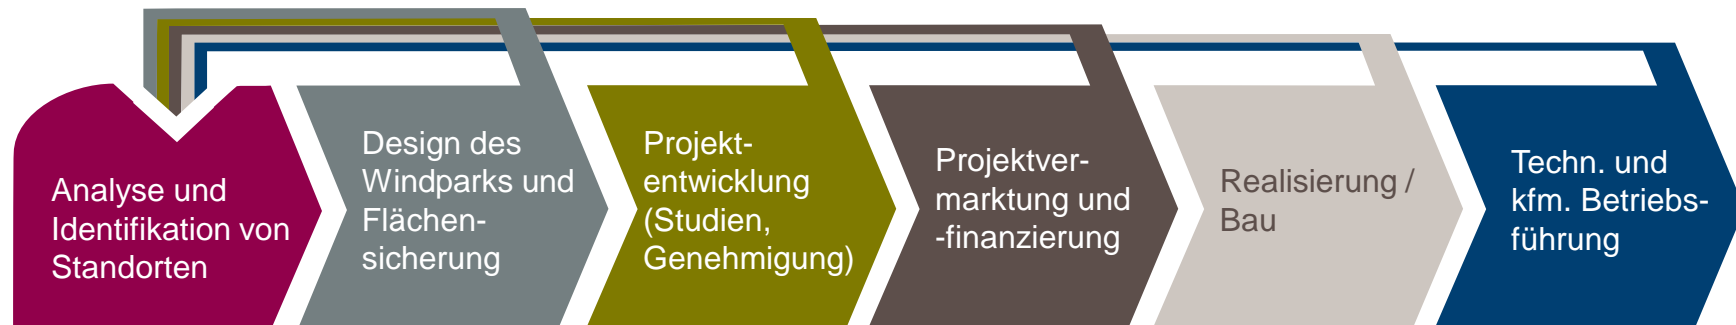 Analyse und
Identifikation von
Standorten
Design des
Windparks und
Flächen-
sicherung
Projekt-
entwicklung
(Studien,
Genehmigung)
Projektver-
marktung und
-finanzierung
Realisierung /
Bau
Techn. und
kfm. Betriebs-
führung